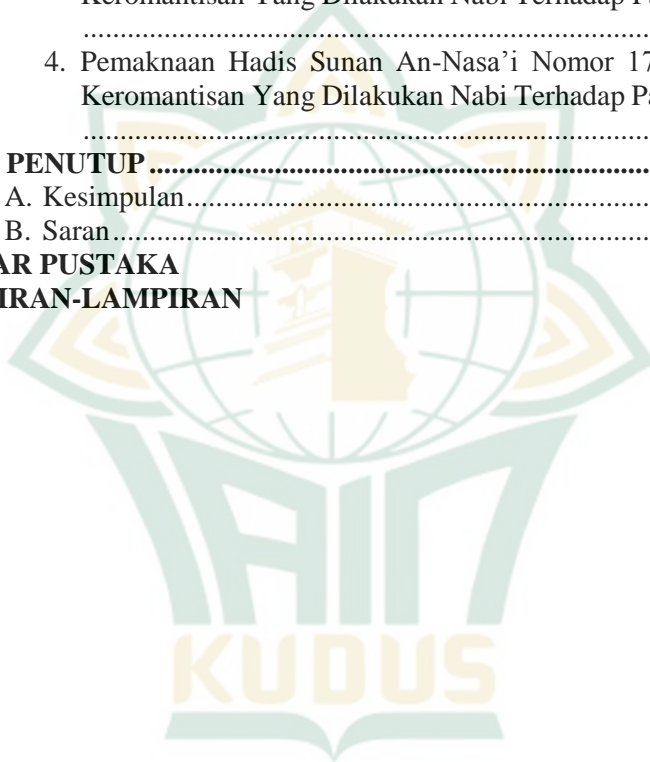 Keromantisan Yang Dilakukan Nabi Terhadap
....................................................................................................
4. Pemaknaan Hadis Sunan An-Nasa’i Nomor 17
Keromantisan Yang Dilakukan Nabi Terhadap
....................................................................................................
PENUTUP....................................................................................
A. Kesimpulan...............................................................................
B. Saran............................................................................................
AR PUSTAKA
IRAN-LAMPIRAN
IAIN
KUDUS